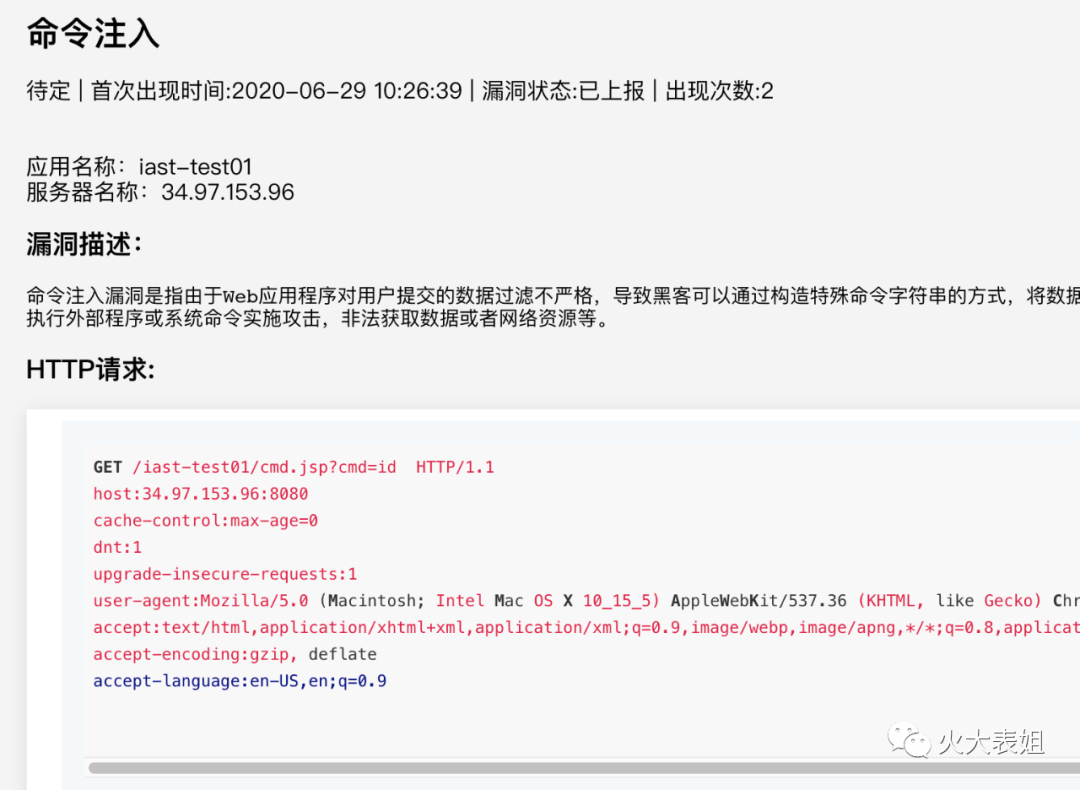 命令注入
待定 | 首次出现时间:2020-06-29 10:26:39 | 漏洞状态:已上报 | 出现次数:2
应用名称：iast-test01
服务器名称：34.97.153.96
漏洞描述：
命令注入漏洞是指由于Web应用程序对用户提交的数据过滤不严格，导致黑客可以通过构造特殊命令字符串的方式，将数据
执行外部程序或系统命令实施攻击，非法获取数据或者网络资源等。
HTTP请求:
GET /iast-test01/cmd.jsp?cmd=id  HTTP/1.1
host:34.97.153.96:8080
cache-control:max-age=0
dnt:1
upgrade-insecure-requests:1
user-agent:Mozilla/5.0 (Macintosh; Intel Mac OS X 10_15_5) AppleWebKit/537.36 (KHTML, like Gecko) Chr
accept:text/html,application/xhtml+xml,application/xml;q=0.9,image/webp,image/apng,*/*;q=0.8,applicat
accept-encoding:gzip, deflate
accept-language:en-US,en;q=0.9
火大表姐